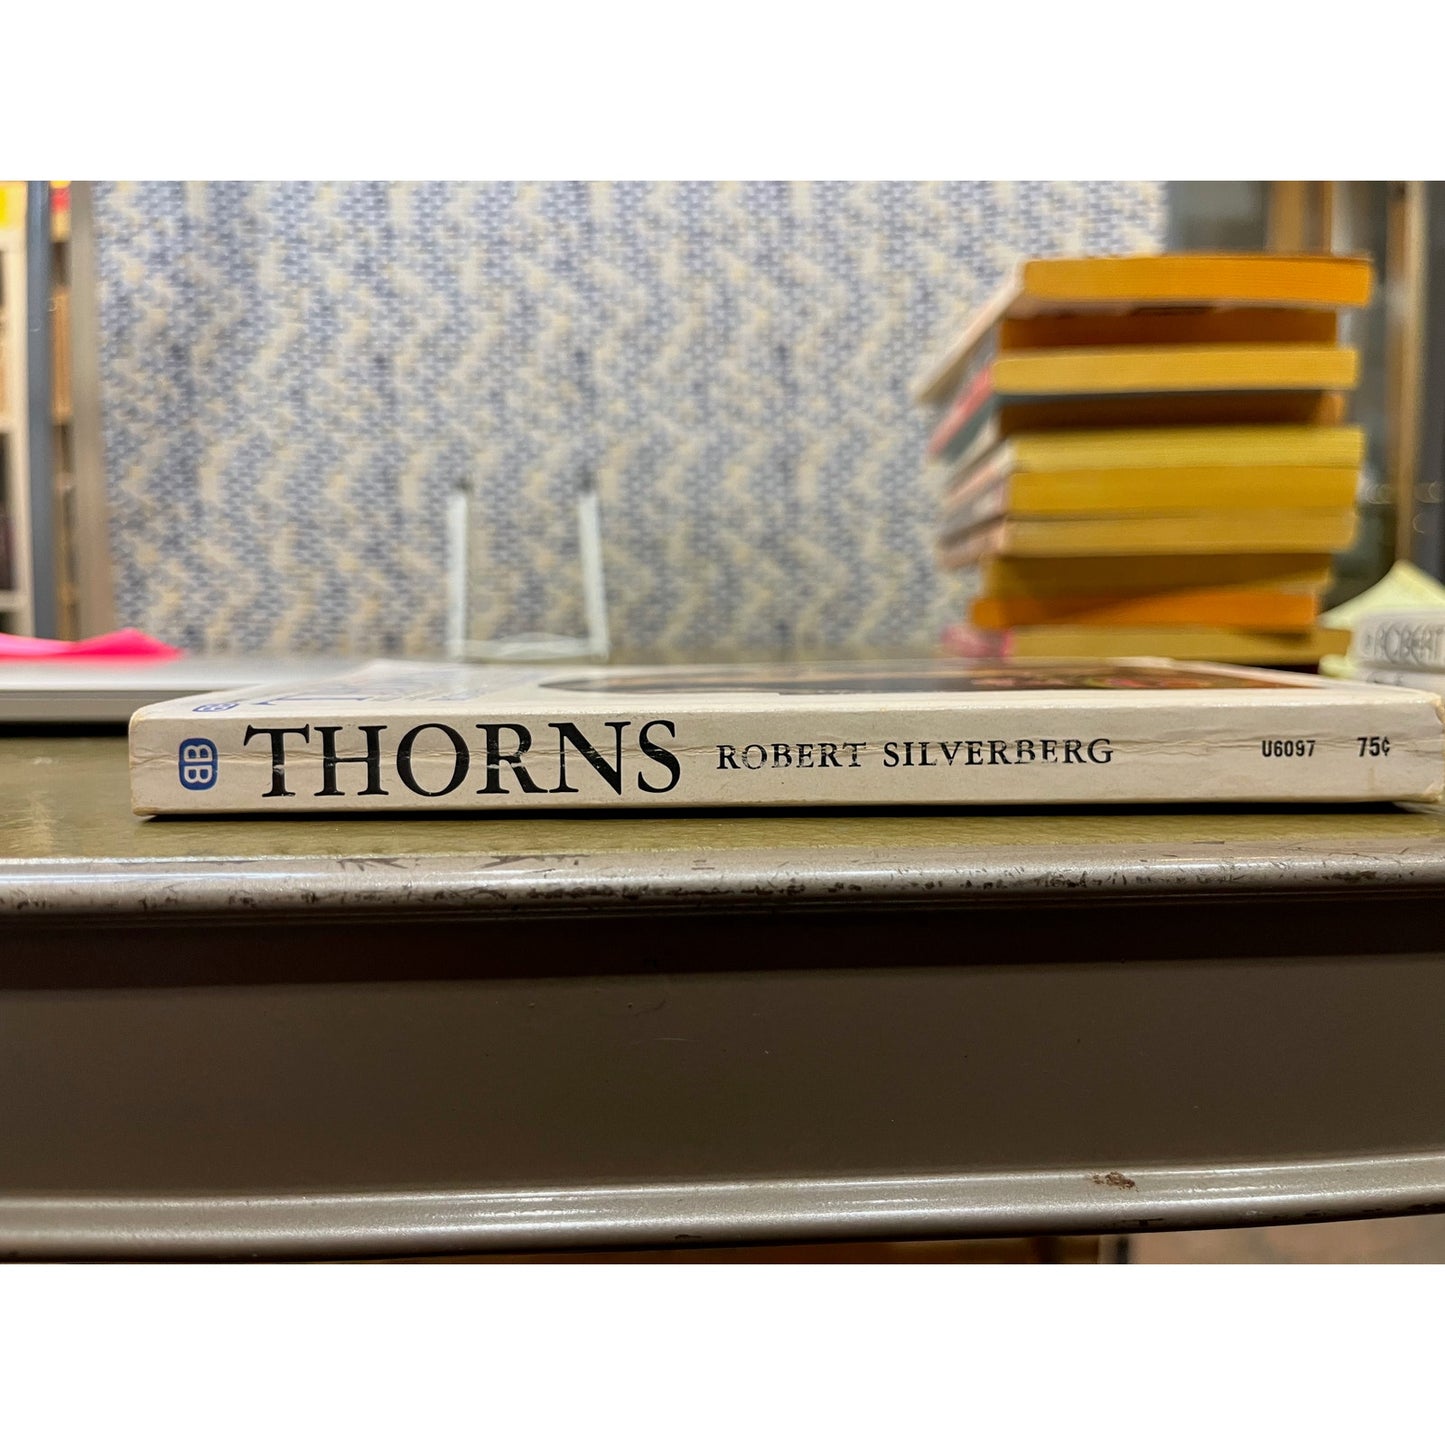 BB THORNS ROBERT SILVERBERG U6097 75¢
ROBERT